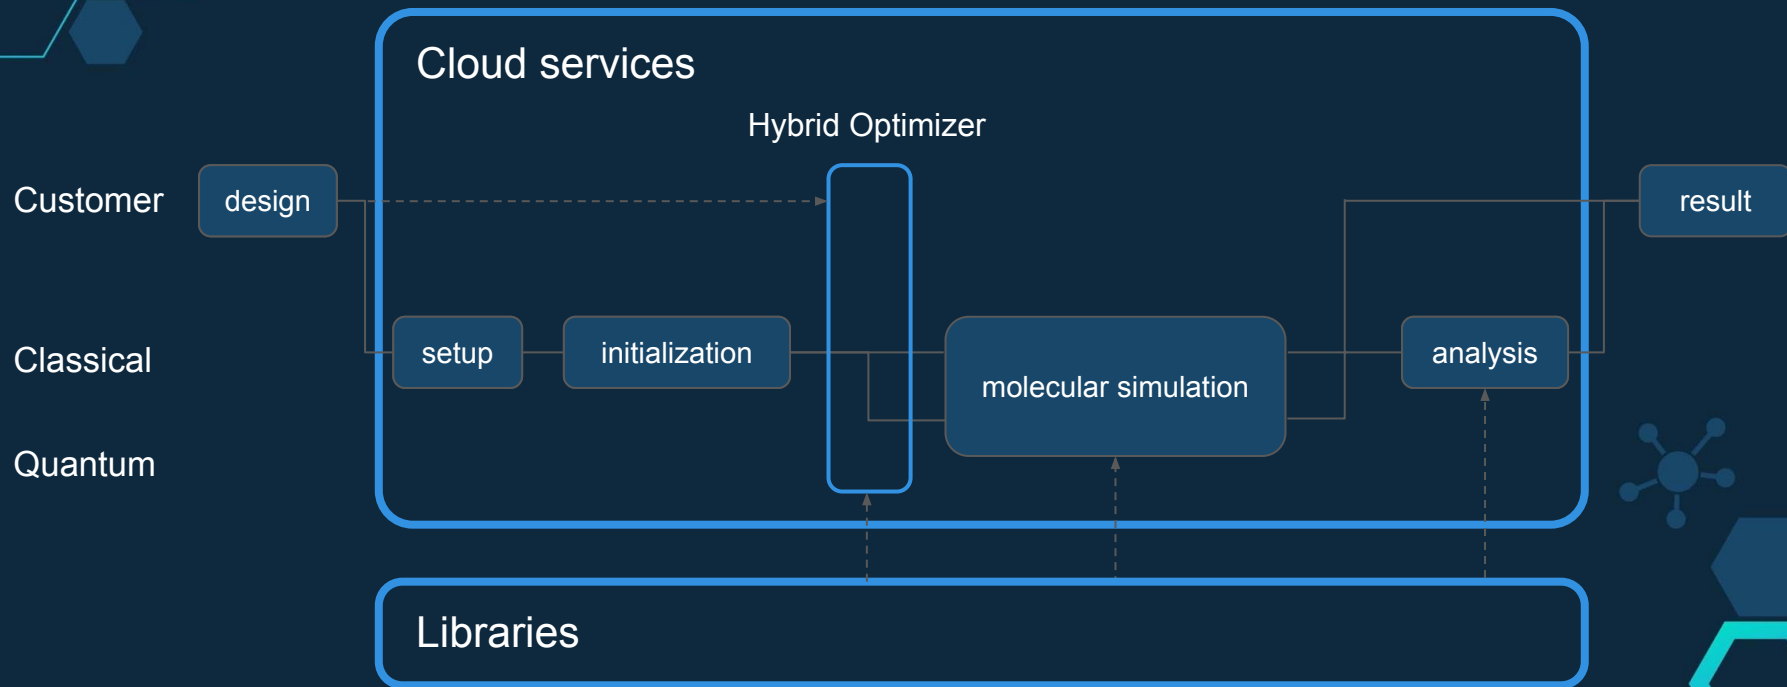 Cloud services
Hybrid Optimizer
Customer
design
result
Classical
setup
initialization
molecular simulation
analysis
Quantum
Libraries